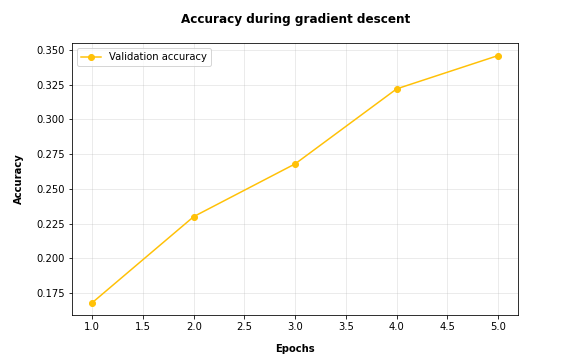 Accuracy during gradient descent
Validation accuracy
0.350
0.325
0.300
0.275
0.250
0.225
0.200
0.175
Accuracy
1.0 1.5 2.0 2.5 3.0 3.5 4.0 4.5 5.0
Epochs